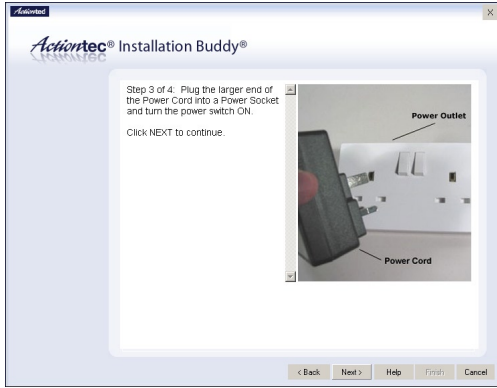 Actiontec
Actiontec® Installation Buddy®
Step 3 of 4: Plug the larger end of
the Power Cord into a Power Socket
and turn the power switch ON.
Click NEXT to continue.
Power Outlet
Power Cord
< Back Next > Help Finish Cancel